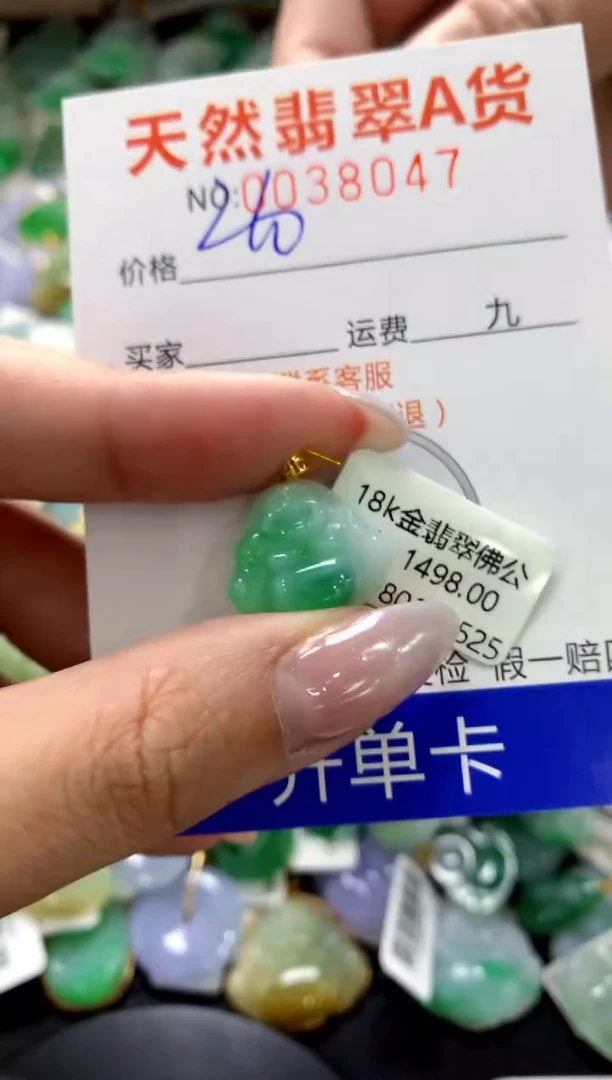 天然翡翠A货
NO:0038047
价格
买家 运费 九
联系客服
退）
18k金翡翠佛公
1498.00
80
525
检 假一赔四
开单卡